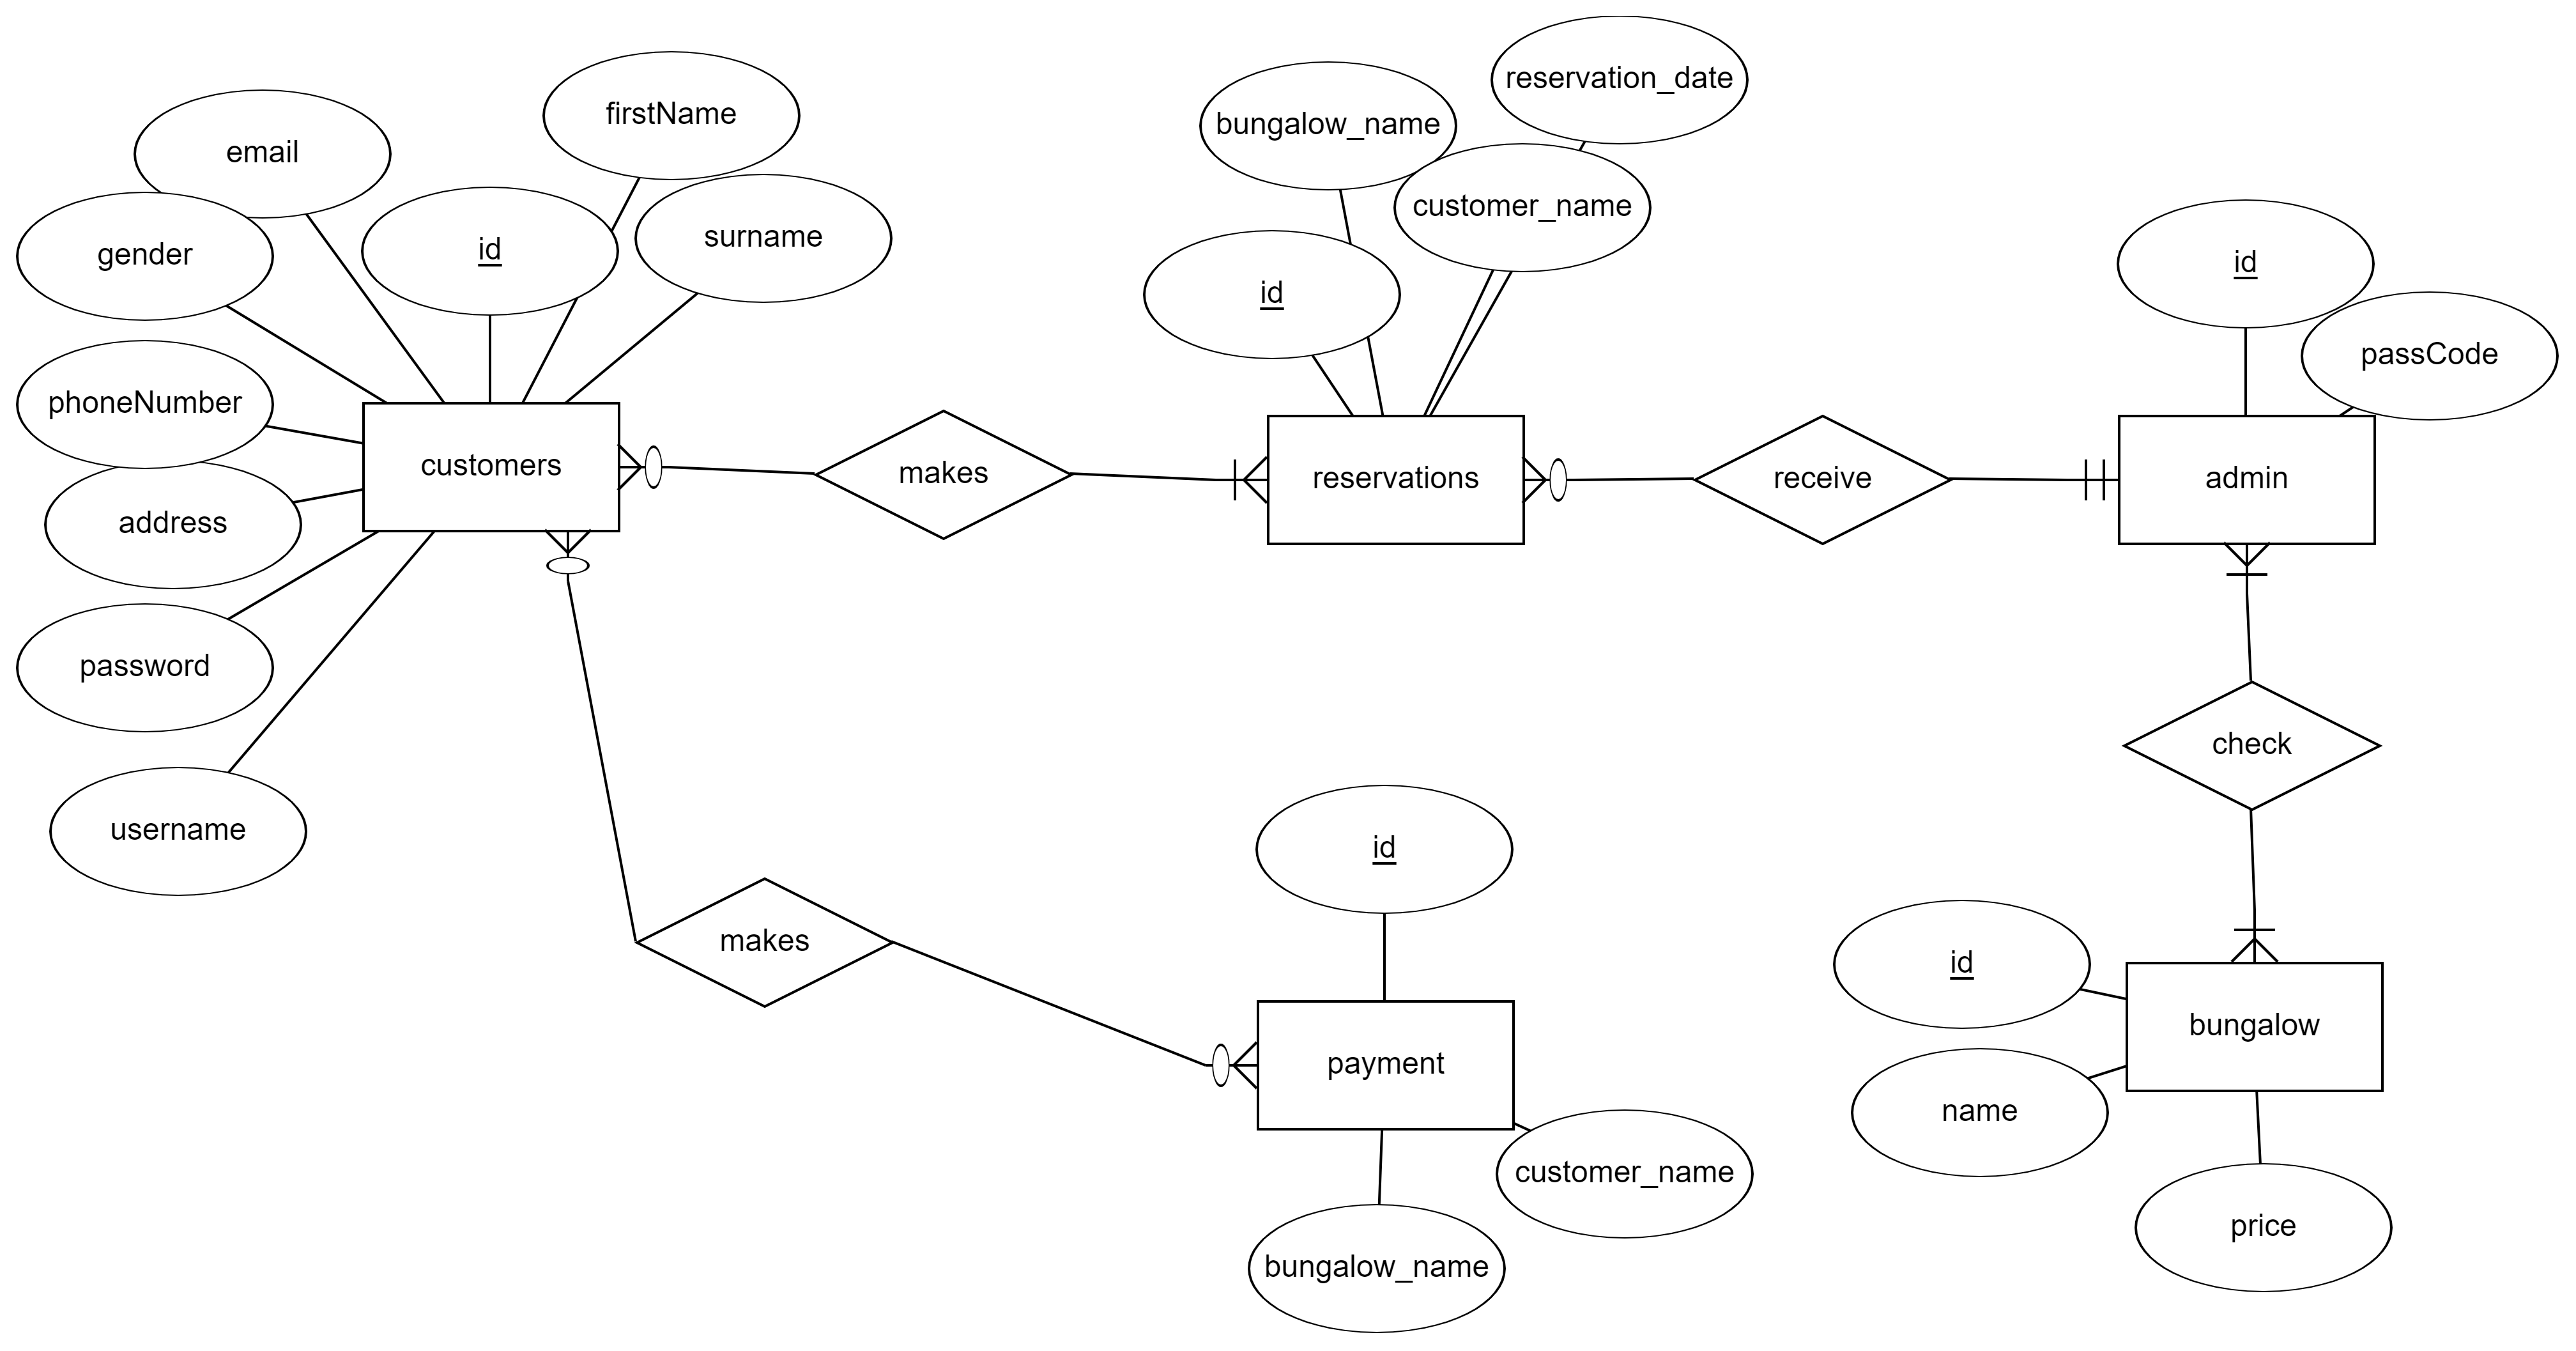 reservation_date
firstName
bungalow_name
email
customer_name
surname
id
gender
id
id
passCode
phoneNumber
customers
makes
reservations
receive
admin
address
password
check
username
id
makes
id
bungalow
payment
name
customer_name
price
bungalow_name